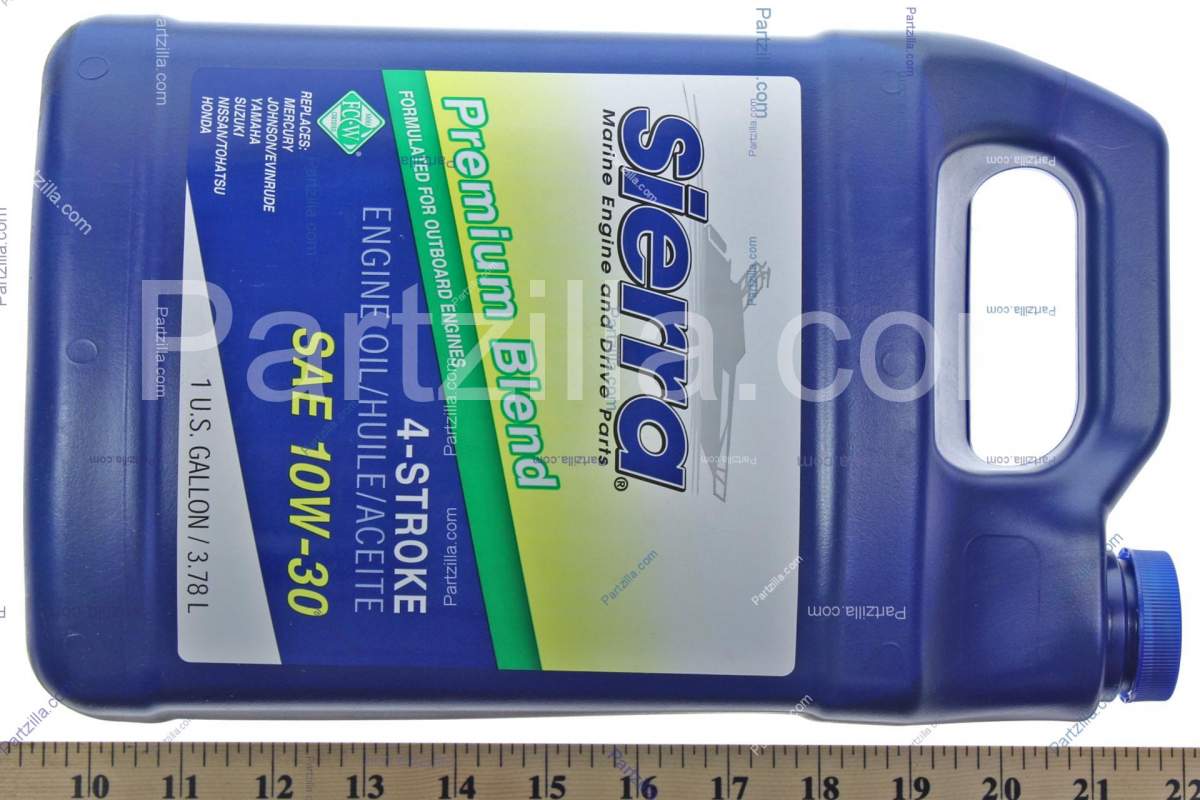 sierra®
Marine Engine and Drive Parts
Premium Blend
FORMULATED FOR OUTBOARD ENGINES
FC-W®
REPLACES:
MERCURY
JOHNSON/EVINRUDE
YAMAHA
SUZUKI
NISSAN/TOHATSU
HONDA
4-STROKE
ENGINE OIL/HUILE/ACETE
SAE 10W-30
1 U.S. GALLON / 3.78 L
Partzilla.com
10 11 12 13 14 15 16 17 18 19 20 21 22